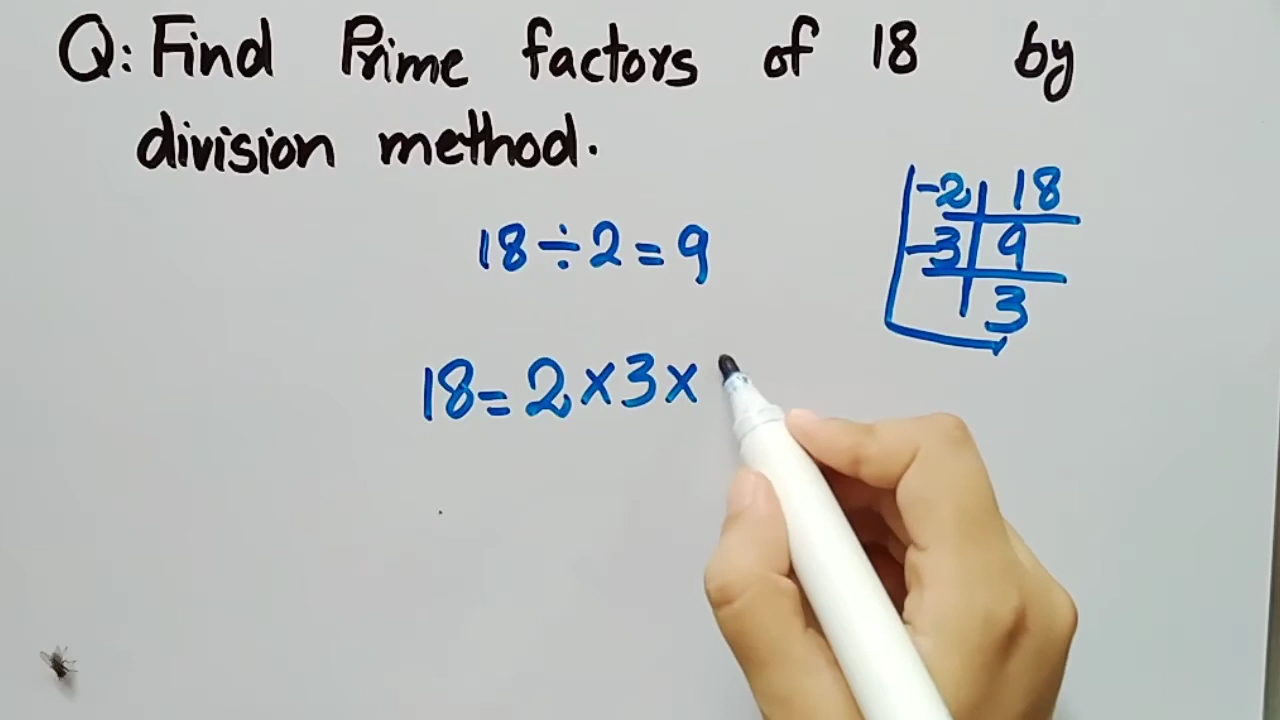 Q: Find Prime factors of 18 by
division method.
18 ÷ 2 = 9
18 = 2 × 3 ×
-2 | 18
-3 | 9
| 3